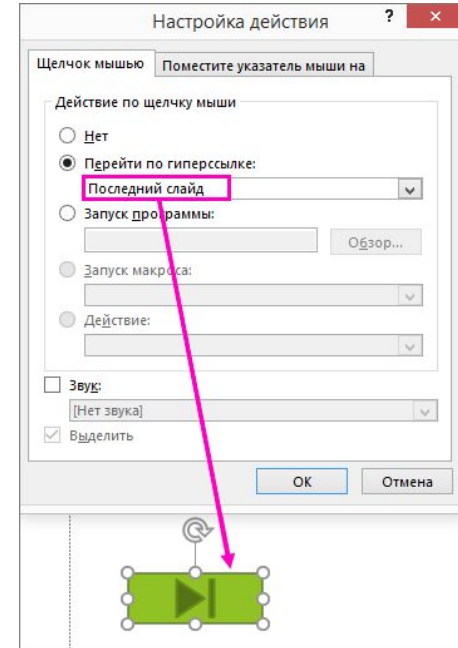 Настройка действия
Щелчок мышью
Поместите указатель мыши на
Действие по щелчку мыши
Нет
Перейти по гиперссылке:
Последний слайд
Запуск программы:
Обзор...
Запуск макроса:
Действие:
Звук:
[Нет звука]
Выделить
ОК
Отмена